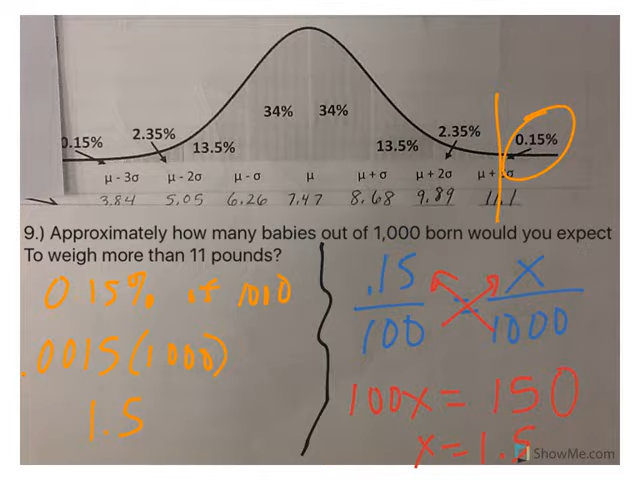 34% 34%
0.15% 2.35% 13.5% 13.5% 2.35% 0.15%
μ - 3σ μ - 2σ μ - σ μ μ + σ μ + 2σ μ + 3σ
3.84 5.05 6.26 7.47 8.68 9.89 11.1
9.) Approximately how many babies out of 1,000 born would you expect
To weigh more than 11 pounds?
0 15% of 1010
.0015(1000)
1.5
.15/100 = x/1000
100x = 150
x = 1.5
ShowMe.com